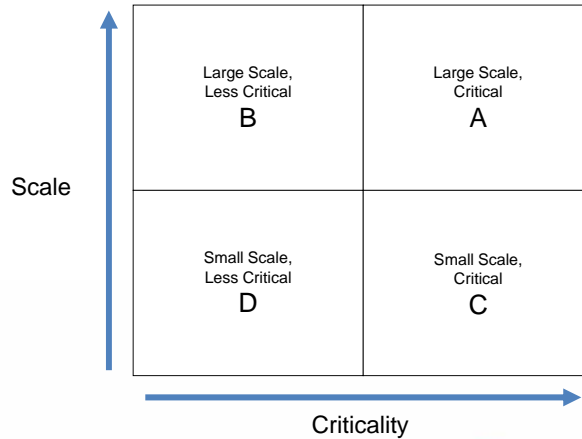 Large Scale,
Less Critical
B
Large Scale,
Critical
A
Scale
Small Scale,
Less Critical
D
Small Scale,
Critical
C
Criticality